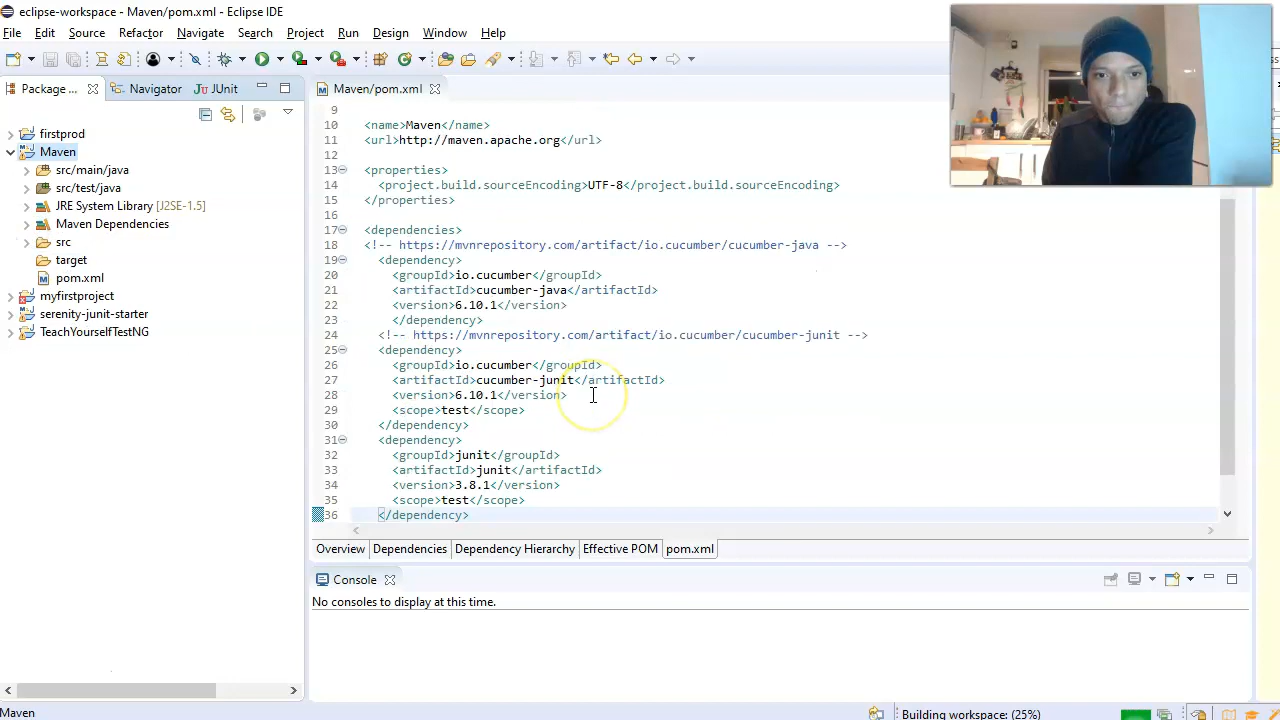 eclipse-workspace - Maven/pom.xml - Eclipse IDE
File Edit Source Refactor Navigate Search Project Run Design Window Help
Package... Navigator JUnit
Maven/pom.xml
firstprod
Maven
src/main/java
src/test/java
JRE System Library [J2SE-1.5]
Maven Dependencies
src
target
pom.xml
myfirstproject
serenity-junit-starter
TeachYourselfTestNG
9
10 <name>Maven</name>
11 <url>http://maven.apache.org</url>
12
13 <properties>
14 <project.build.sourceEncoding>UTF-8</project.build.sourceEncoding>
15 </properties>
16
17 <dependencies>
18 <!-- https://mvnrepository.com/artifact/io.cucumber/cucumber-java -->
19 <dependency>
20 <groupId>io.cucumber</groupId>
21 <artifactId>cucumber-java</artifactId>
22 <version>6.10.1</version>
23 </dependency>
24 <!-- https://mvnrepository.com/artifact/io.cucumber/cucumber-junit -->
25 <dependency>
26 <groupId>io.cucumber</groupId>
27 <artifactId>cucumber-junit</artifactId>
28 <version>6.10.1</version>
29 <scope>test</scope>
30 </dependency>
31 <dependency>
32 <groupId>junit</groupId>
33 <artifactId>junit</artifactId>
34 <version>3.8.1</version>
35 <scope>test</scope>
36 </dependency>
Overview Dependencies Dependency Hierarchy Effective POM pom.xml
Console
No consoles to display at this time.
Maven
Building workspace: (25%)